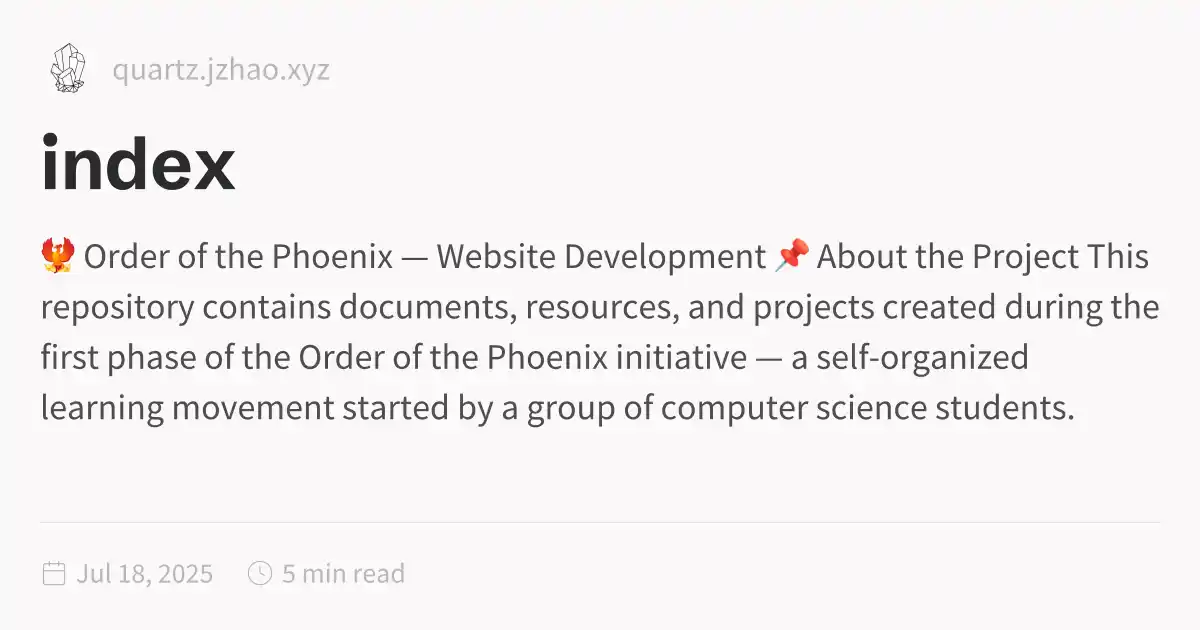 quartz.jzhao.xyz
index
🐦‍🔥 Order of the Phoenix — Website Development 📌 About the Project This
repository contains documents, resources, and projects created during the
first phase of the Order of the Phoenix initiative — a self-organized
learning movement started by a group of computer science students.
Jul 18, 2025 5 min read